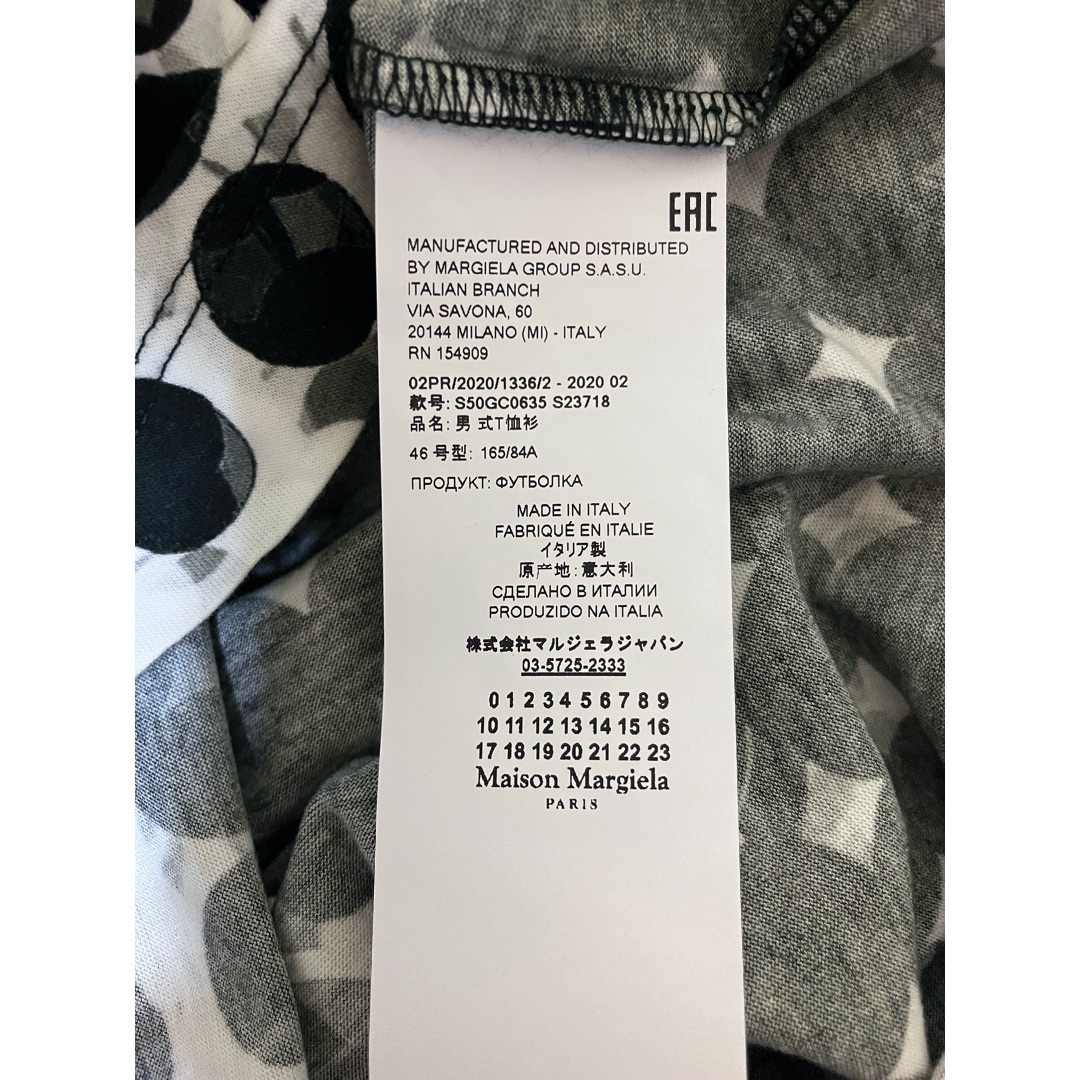 EAC
MANUFACTURED AND DISTRIBUTED
BY MARGIELA GROUP S.A.S.U.
ITALIAN BRANCH
VIA SAVONA, 60
20144 MILANO (MI) - ITALY
RN 154909
02PR/2020/1336/2 - 2020 02
款号: S50GC0635 S23718
品名: 男 式T恤衫
46 号型: 165/84A
ПРОДУКТ: ФУТБОЛКА
MADE IN ITALY
FABRIQUÉ EN ITALIE
イタリア製
原产地: 意大利
СДЕЛАНО В ИТАЛИИ
PRODUZIDO NA ITALIA
株式会社マルジェラジャパン
03-5725-2333
0 1 2 3 4 5 6 7 8 9
10 11 12 13 14 15 16
17 18 19 20 21 22 23
Maison Margiela
PARIS